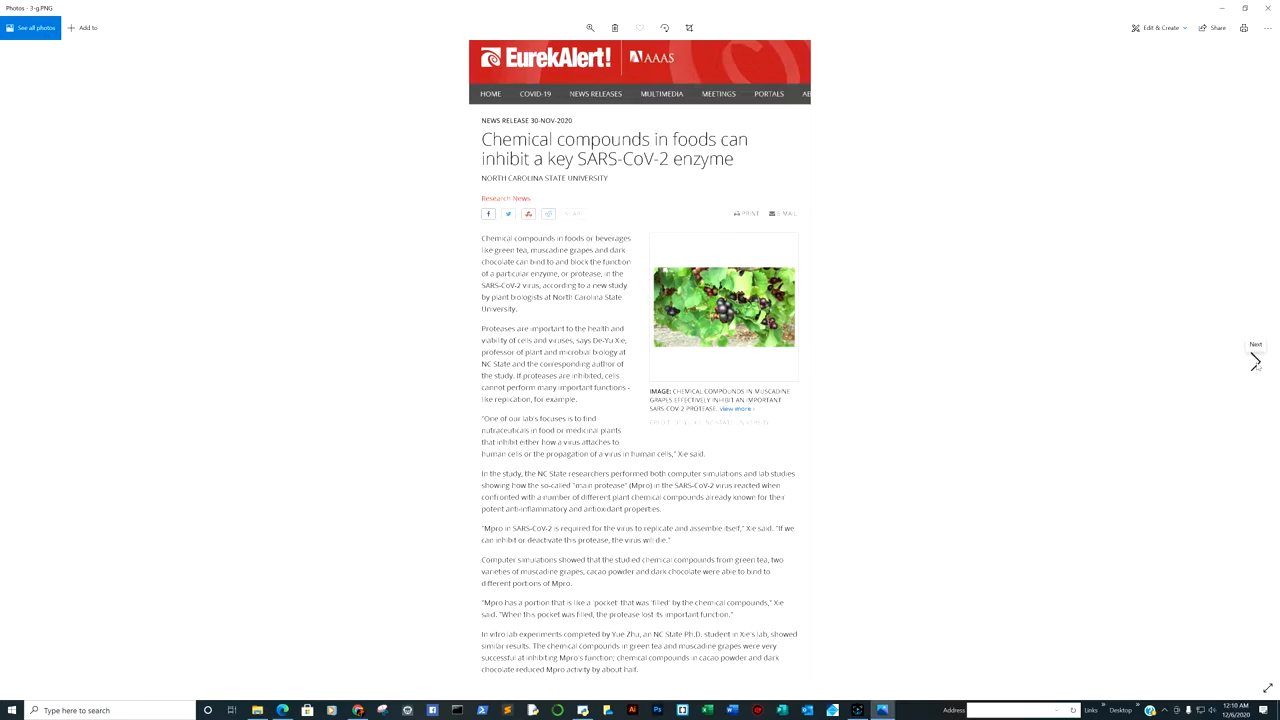 Photos - 3-g.PNG
See all photos
Add to
Edit & Create
Share
EurekAlert! AAAS
HOME COVID-19 NEWS RELEASES MULTIMEDIA MEETINGS PORTALS AB
NEWS RELEASE 30-NOV-2020
Chemical compounds in foods can
inhibit a key SARS-CoV-2 enzyme
NORTH CAROLINA STATE UNIVERSITY
Research News
PRINT E-MAIL
Chemical compounds in foods or beverages
like green tea, muscadine grapes and dark
chocolate can bind to and block the function
of a particular enzyme, or protease, in the
SARS-CoV-2 virus, according to a new study
by plant biologists at North Carolina State
University.
Proteases are important to the health and
viability of cells and viruses, says De-Yu Xie,
professor of plant and microbial biology at
NC State and the corresponding author of
the study. If proteases are inhibited, cells
cannot perform many important functions -
like replication, for example.
"One of our lab's focuses is to find
nutraceuticals in food or medicinal plants
that inhibit either how a virus attaches to
human cells or the propagation of a virus in human cells," Xie said.
IMAGE: CHEMICAL COMPOUNDS IN MUSCADINE
GRAPES EFFECTIVELY INHIBIT AN IMPORTANT
SARS-COV-2 PROTEASE. view more ›
In the study, the NC State researchers performed both computer simulations and lab studies
showing how the so-called "main protease" (Mpro) in the SARS-CoV-2 virus reacted when
confronted with a number of different plant chemical compounds already known for their
potent anti-inflammatory and antioxidant properties.
"Mpro in SARS-CoV-2 is required for the virus to replicate and assemble itself," Xie said. "If we
can inhibit or deactivate this protease, the virus will die."
Computer simulations showed that the studied chemical compounds from green tea, two
varieties of muscadine grapes, cacao powder and dark chocolate were able to bind to
different portions of Mpro.
"Mpro has a portion that is like a 'pocket' that was 'filled' by the chemical compounds," Xie
said. "When this pocket was filled, the protease lost its important function."
In vitro lab experiments completed by Yue Zhu, an NC State Ph.D. student in Xie's lab, showed
similar results. The chemical compounds in green tea and muscadine grapes were very
successful at inhibiting Mpro's function; chemical compounds in cacao powder and dark
chocolate reduced Mpro activity by about half.
Next
Type here to search
Address
Links
Desktop
12:10 AM
12/6/2020